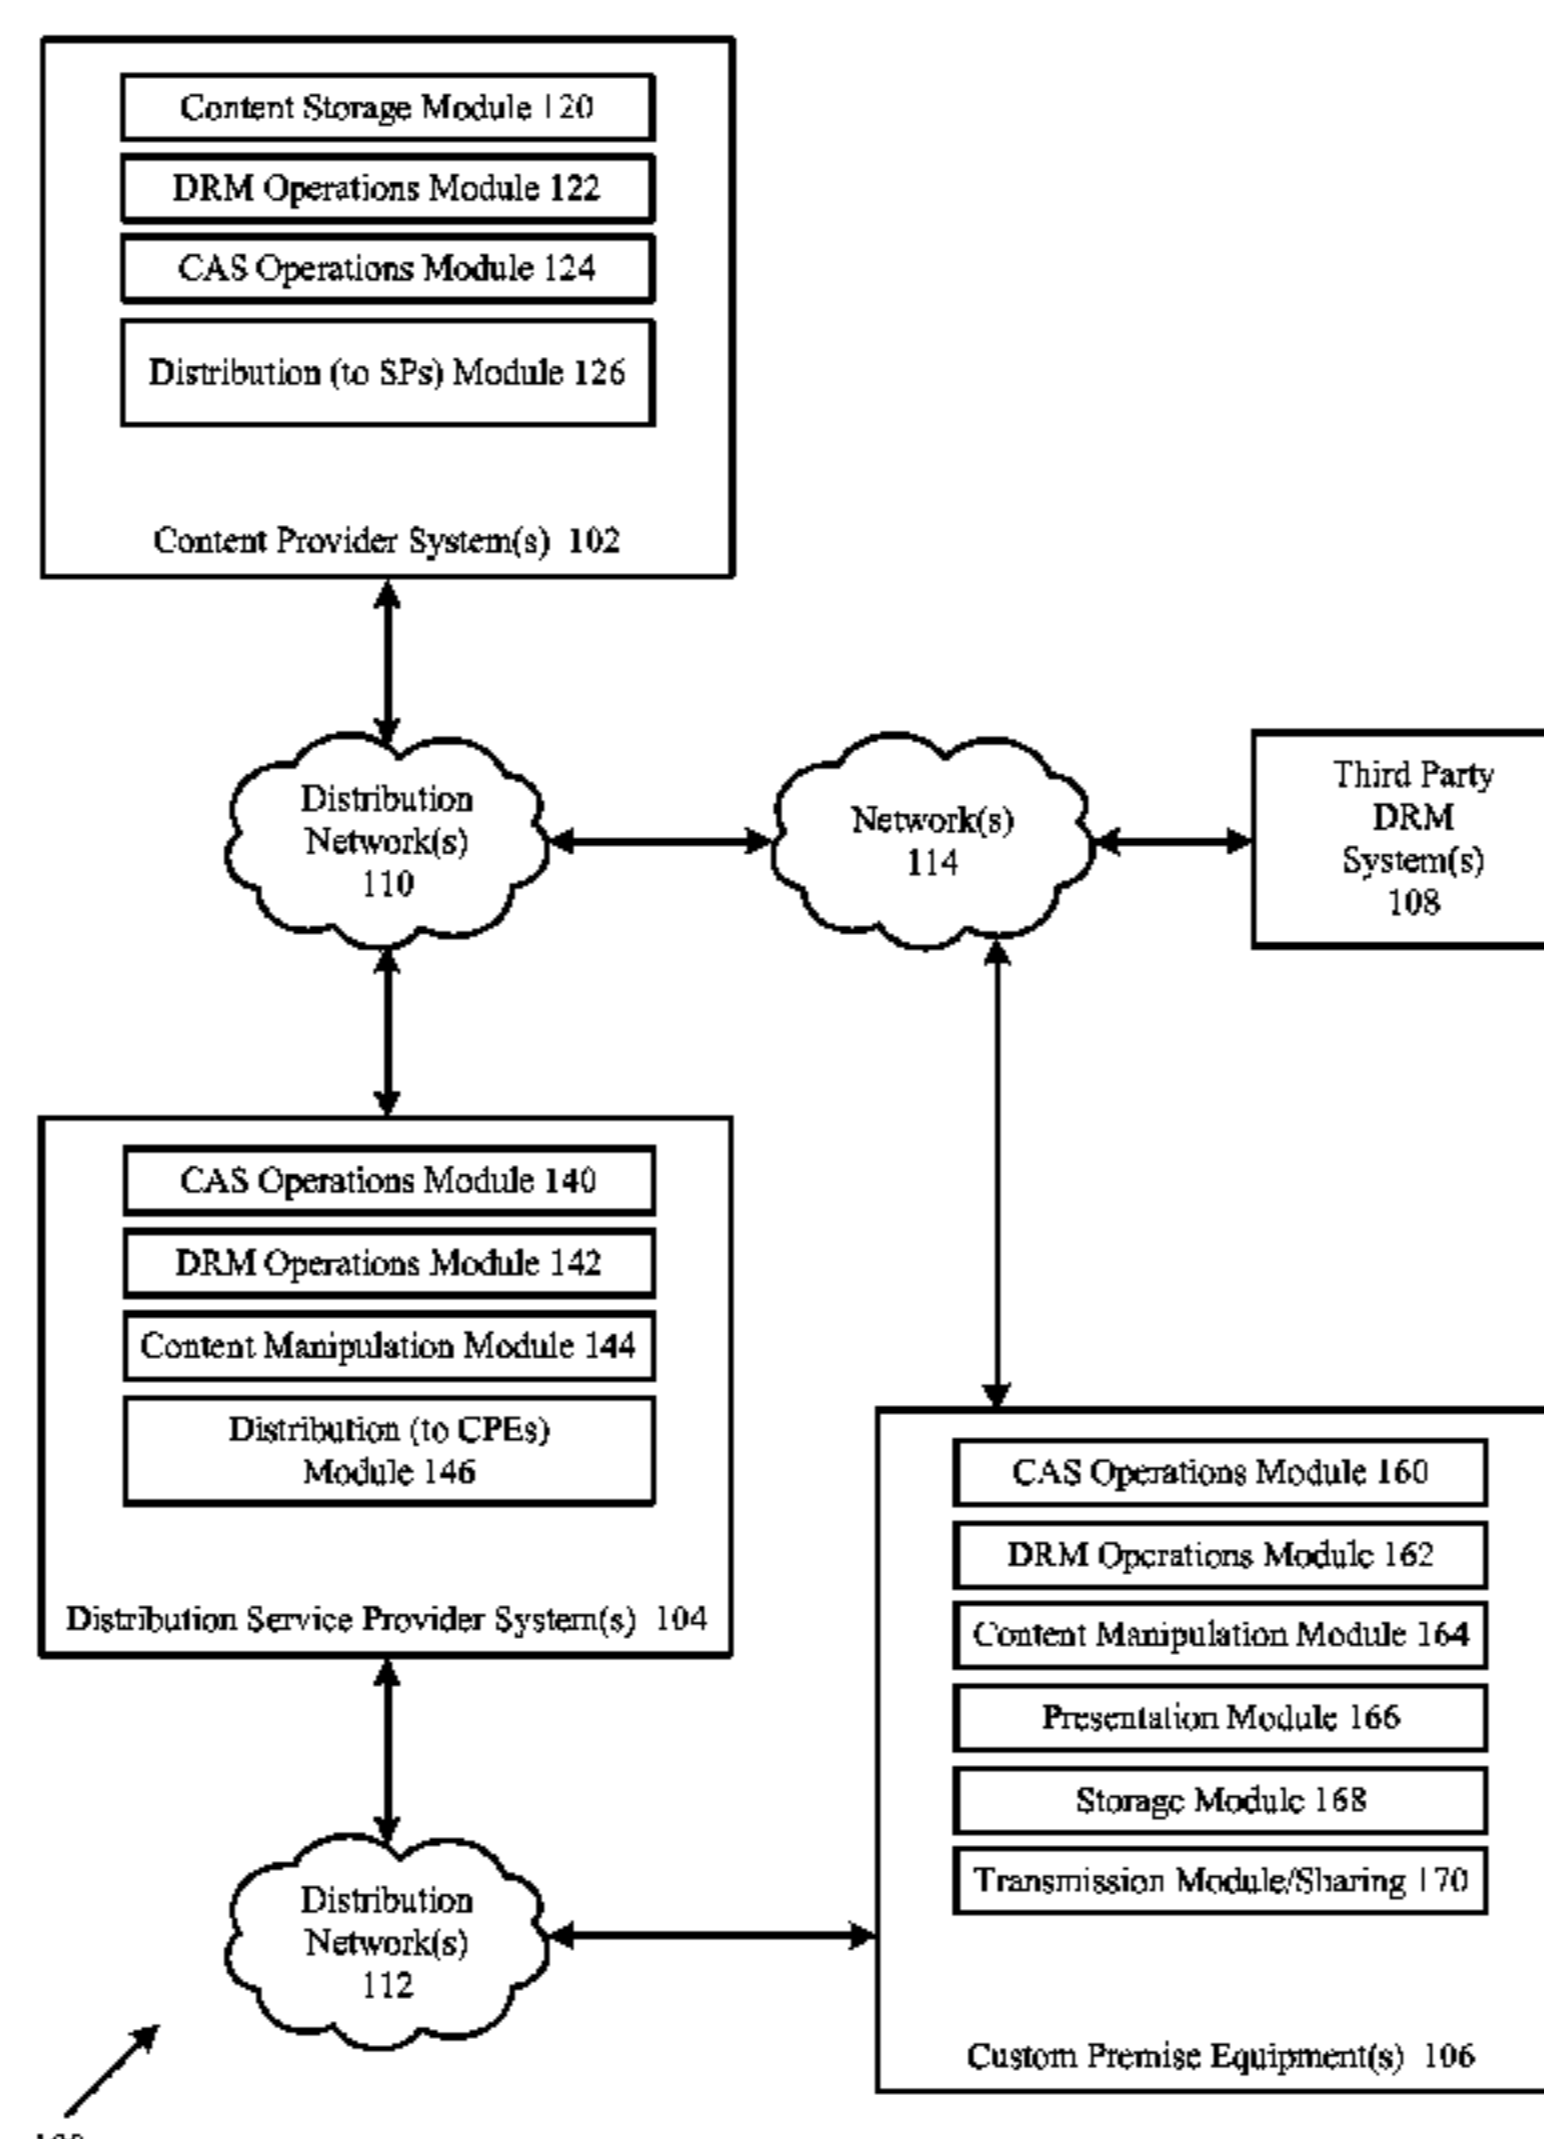 Content Storage Module 120
DRM Operations Module 122
CAS Operations Module 124
Distribution (to SPs) Module 126
Content Provider System(s) 102
Distribution
Network(s)
110
Network(s)
114
Third Party
DRM
System(s)
108
CAS Operations Module 140
DRM Operations Module 142
Content Manipulation Module 144
Distribution (to CPEs)
Module 146
Distribution Service Provider System(s) 104
CAS Operations Module 160
DRM Operations Module 162
Content Manipulation Module 164
Presentation Module 166
Storage Module 168
Transmission Module/Sharing 170
Custom Premise Equipment(s) 106
Distribution
Network(s)
112